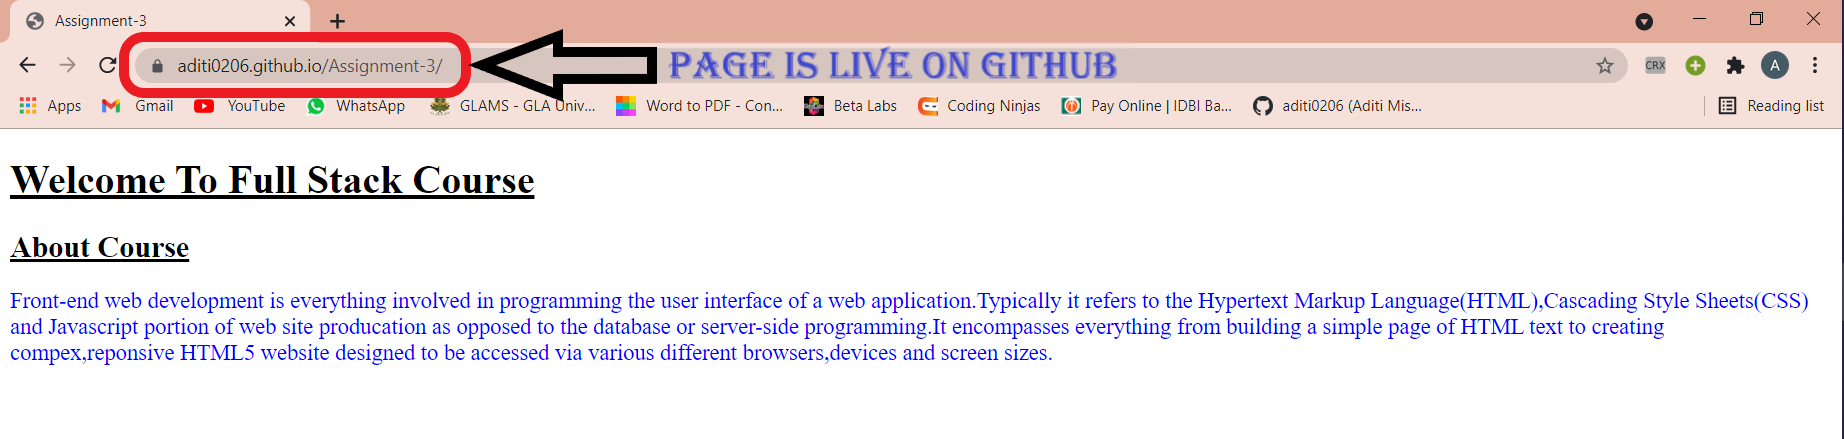 Assignment-3
aditi0206.github.io/Assignment-3/ PAGE IS LIVE ON GITHUB CRX A
Apps Gmail YouTube WhatsApp GLAMS - GLA Univ... Word to PDF - Con... Beta Labs Coding Ninjas Pay Online | IDBI Ba... aditi0206 (Aditi Mis... Reading list
Welcome To Full Stack Course
About Course
Front-end web development is everything involved in programming the user interface of a web application.Typically it refers to the Hypertext Markup Language(HTML),Cascading Style Sheets(CSS)
and Javascript portion of web site producation as opposed to the database or server-side programming.It encompasses everything from building a simple page of HTML text to creating
compex,reponsive HTML5 website designed to be accessed via various different browsers,devices and screen sizes.